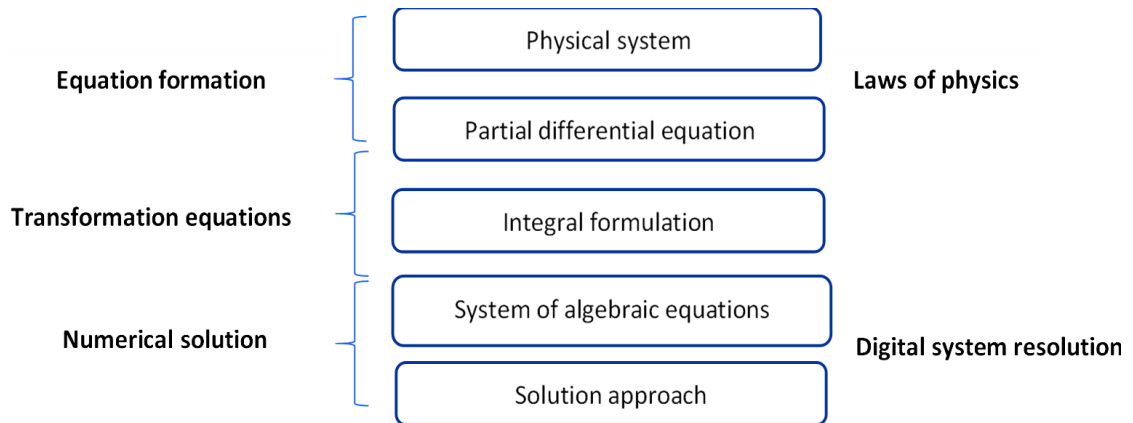 Physical system
Equation formation
Laws of physics
Partial differential equation
Transformation equations
Integral formulation
System of algebraic equations
Numerical solution
Digital system resolution
Solution approach